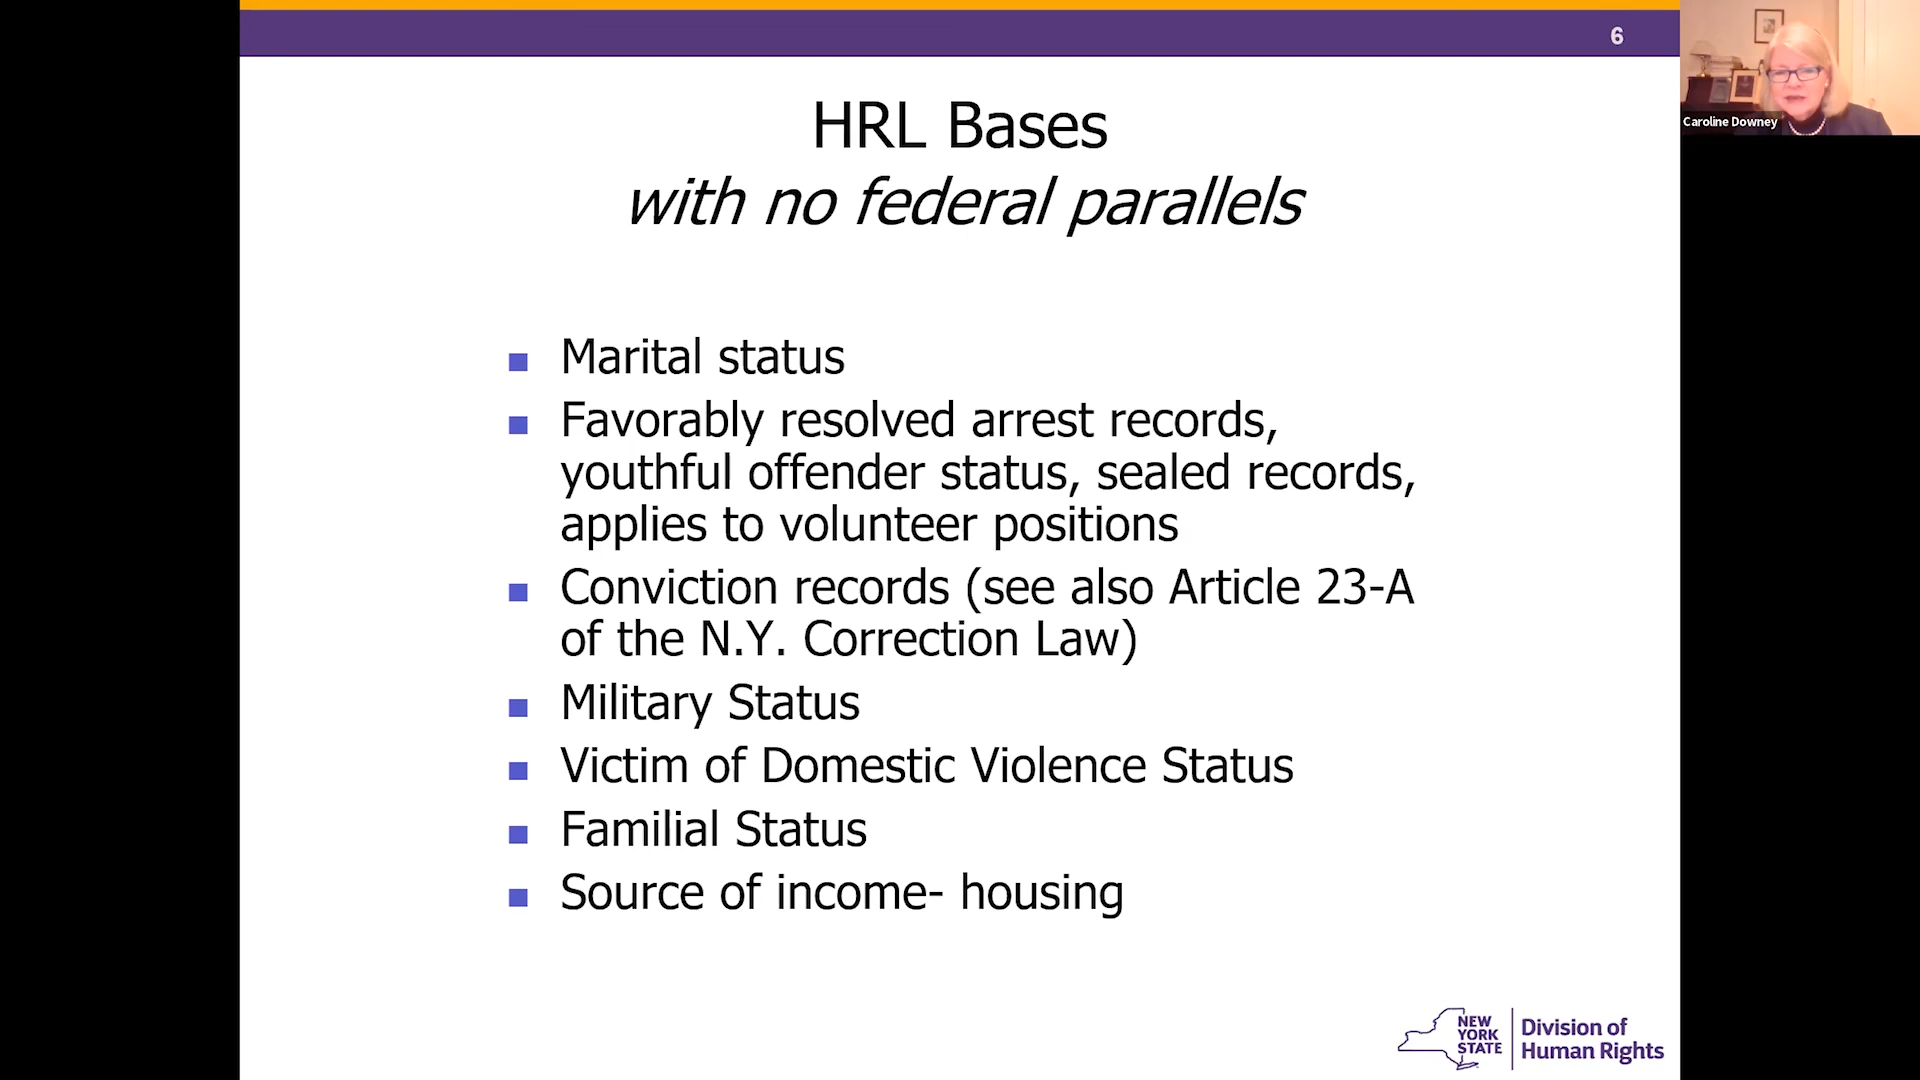 6
Caroline Downey
HRL Bases
with no federal parallels
■ Marital status
■ Favorably resolved arrest records,
youthful offender status, sealed records,
applies to volunteer positions
■ Conviction records (see also Article 23-A
of the N.Y. Correction Law)
■ Military Status
■ Victim of Domestic Violence Status
■ Familial Status
■ Source of income- housing
NEW
YORK
STATE
Division of
Human Rights